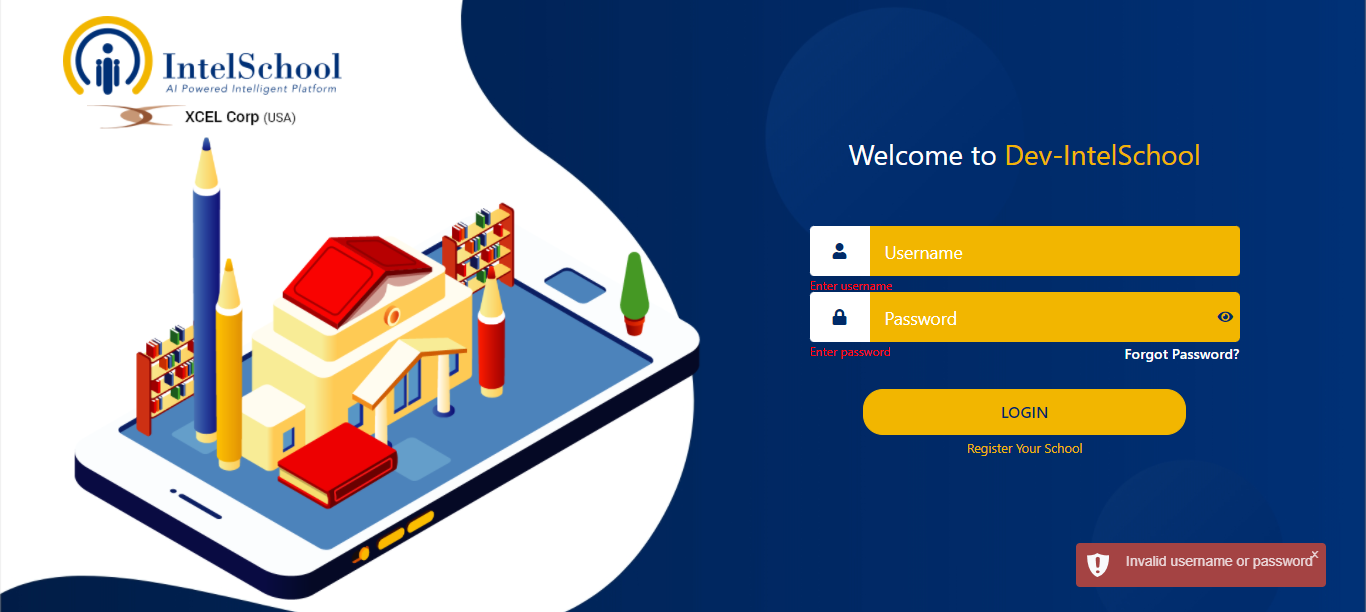 IntelSchool
AI Powered Intelligent Platform
XCEL Corp (USA)
Welcome to Dev-IntelSchool
Username
Enter username
Password
Enter password
Forgot Password?
LOGIN
Register Your School
Invalid username or password
x